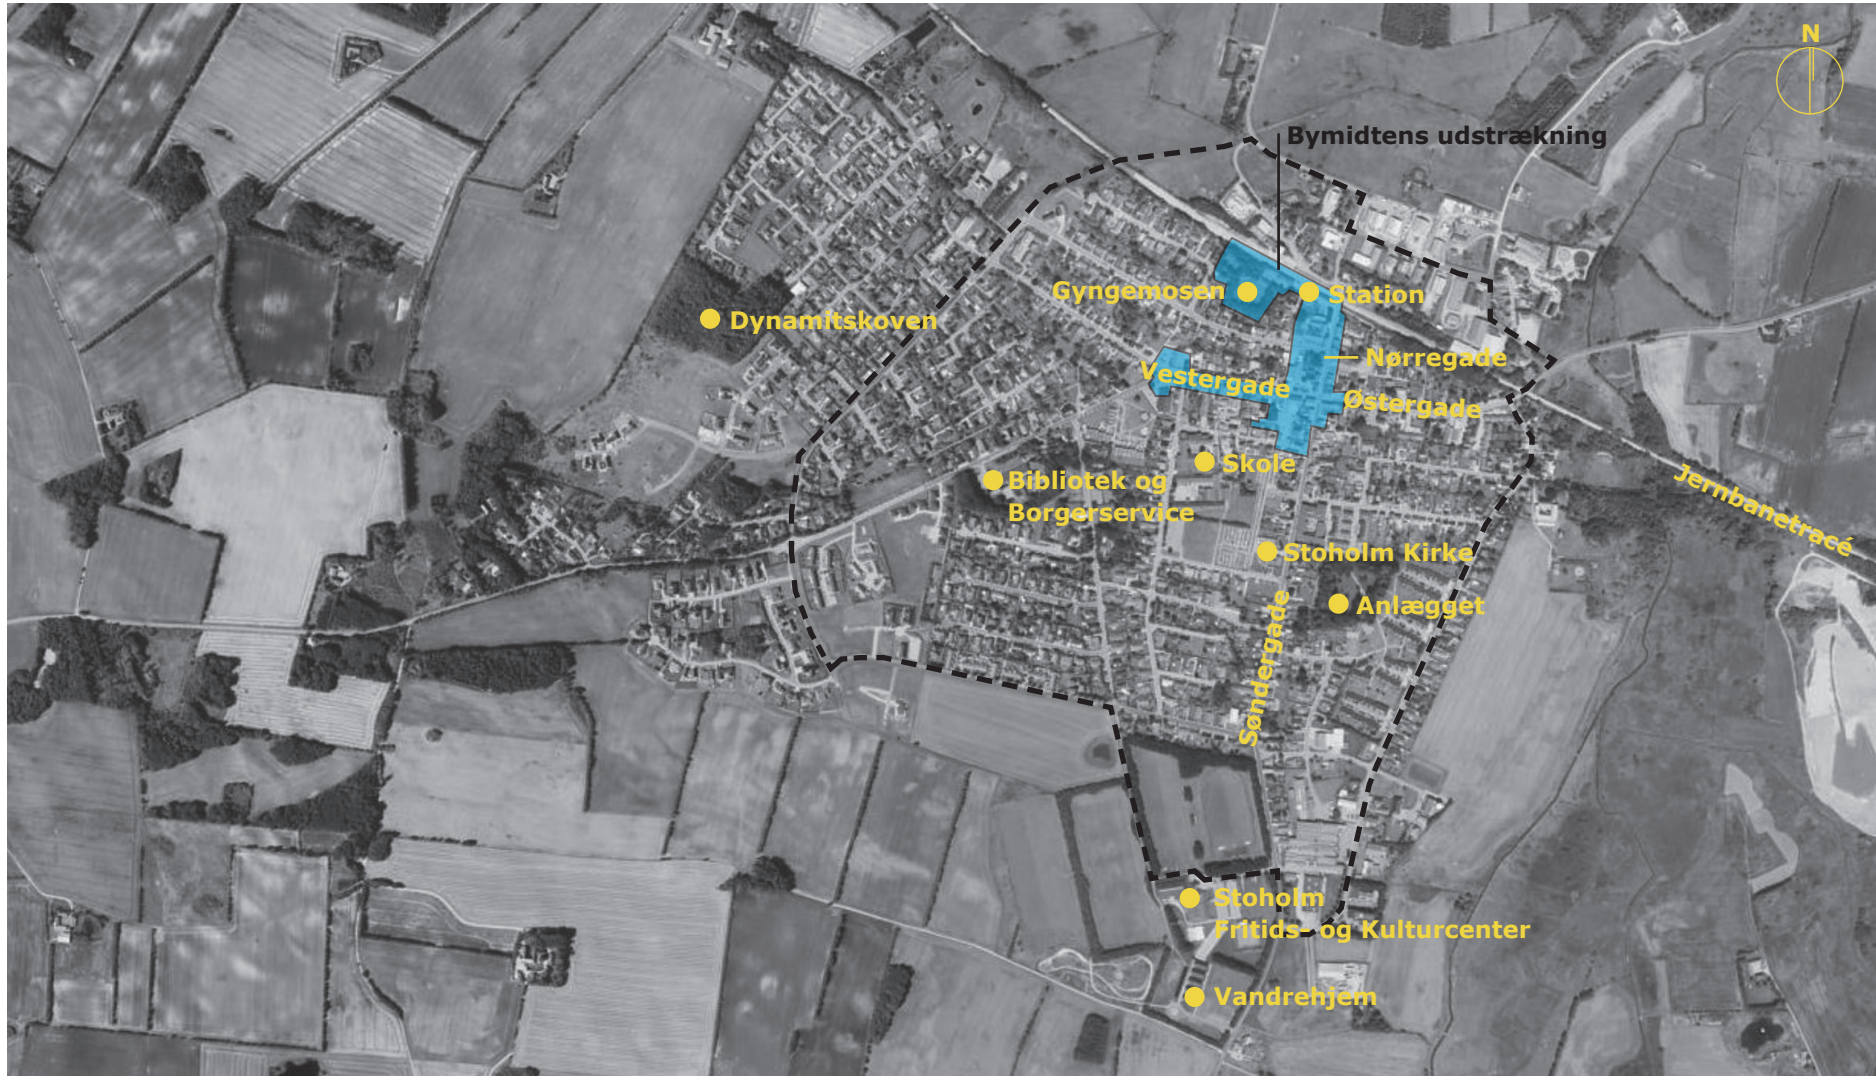 N
Bymidtens udstrækning
Gyngemosen
Station
Dynamitskoven
Nørregade
Vestergade
Østergade
Skole
Bibliotek og
Borgerservice
Jernbanetracé
Stoholm Kirke
Anlægget
Søndergade
Stoholm
Fritids- og Kulturcenter
Vandrehjem